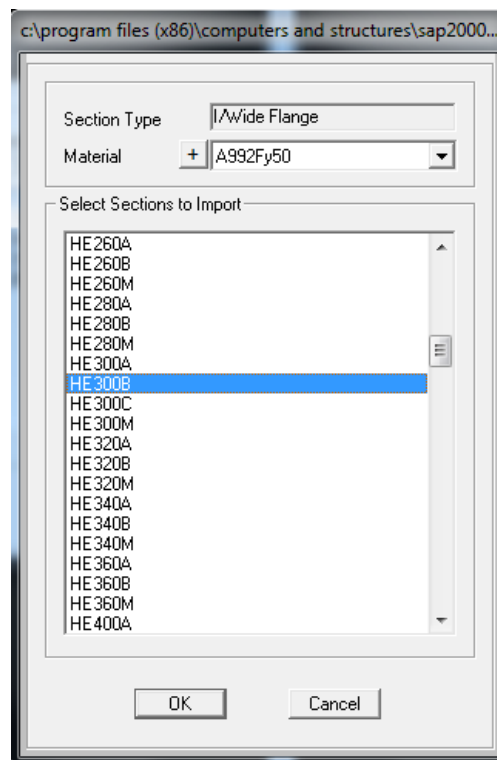 c:\program files (x86)\computers and structures\sap2000...
Section Type I/Wide Flange
Material + A992Fy50
Select Sections to Import
HE260A
HE260B
HE260M
HE280A
HE280B
HE280M
HE300A
HE300B
HE300C
HE300M
HE320A
HE320B
HE320M
HE340A
HE340B
HE340M
HE360A
HE360B
HE360M
HE400A
OK Cancel